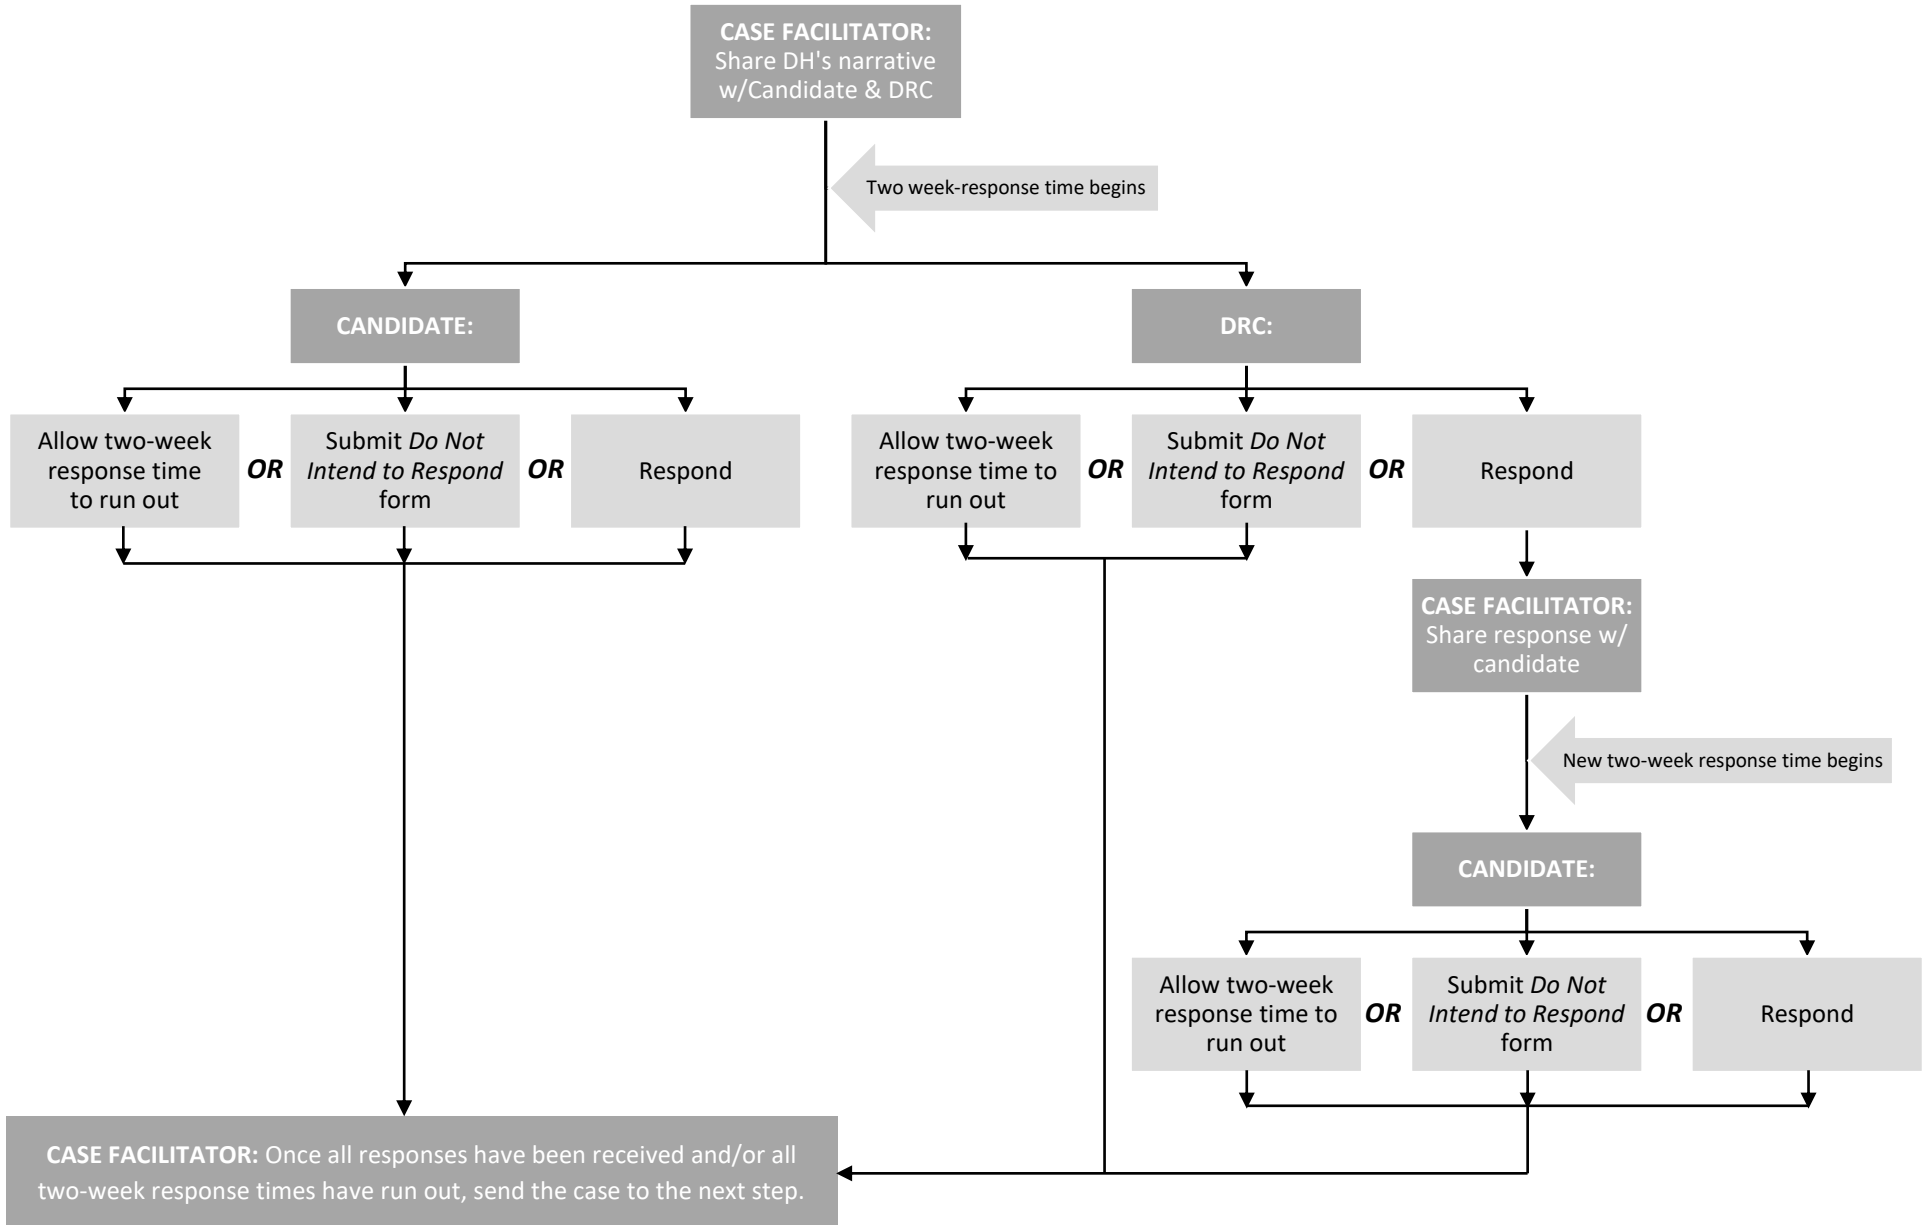 CASE FACILITATOR:
Share DH's narrative
w/Candidate & DRC
Two week-response time begins
CANDIDATE:
DRC:
Allow two-week
response time
to run out
OR
Submit Do Not
Intend to Respond
form
OR
Respond
Allow two-week
response time to
run out
OR
Submit Do Not
Intend to Respond
form
OR
Respond
CASE FACILITATOR:
Share response w/
candidate
New two-week response time begins
CANDIDATE:
Allow two-week
response time to
run out
OR
Submit Do Not
Intend to Respond
form
OR
Respond
CASE FACILITATOR: Once all responses have been received and/or all
two-week response times have run out, send the case to the next step.